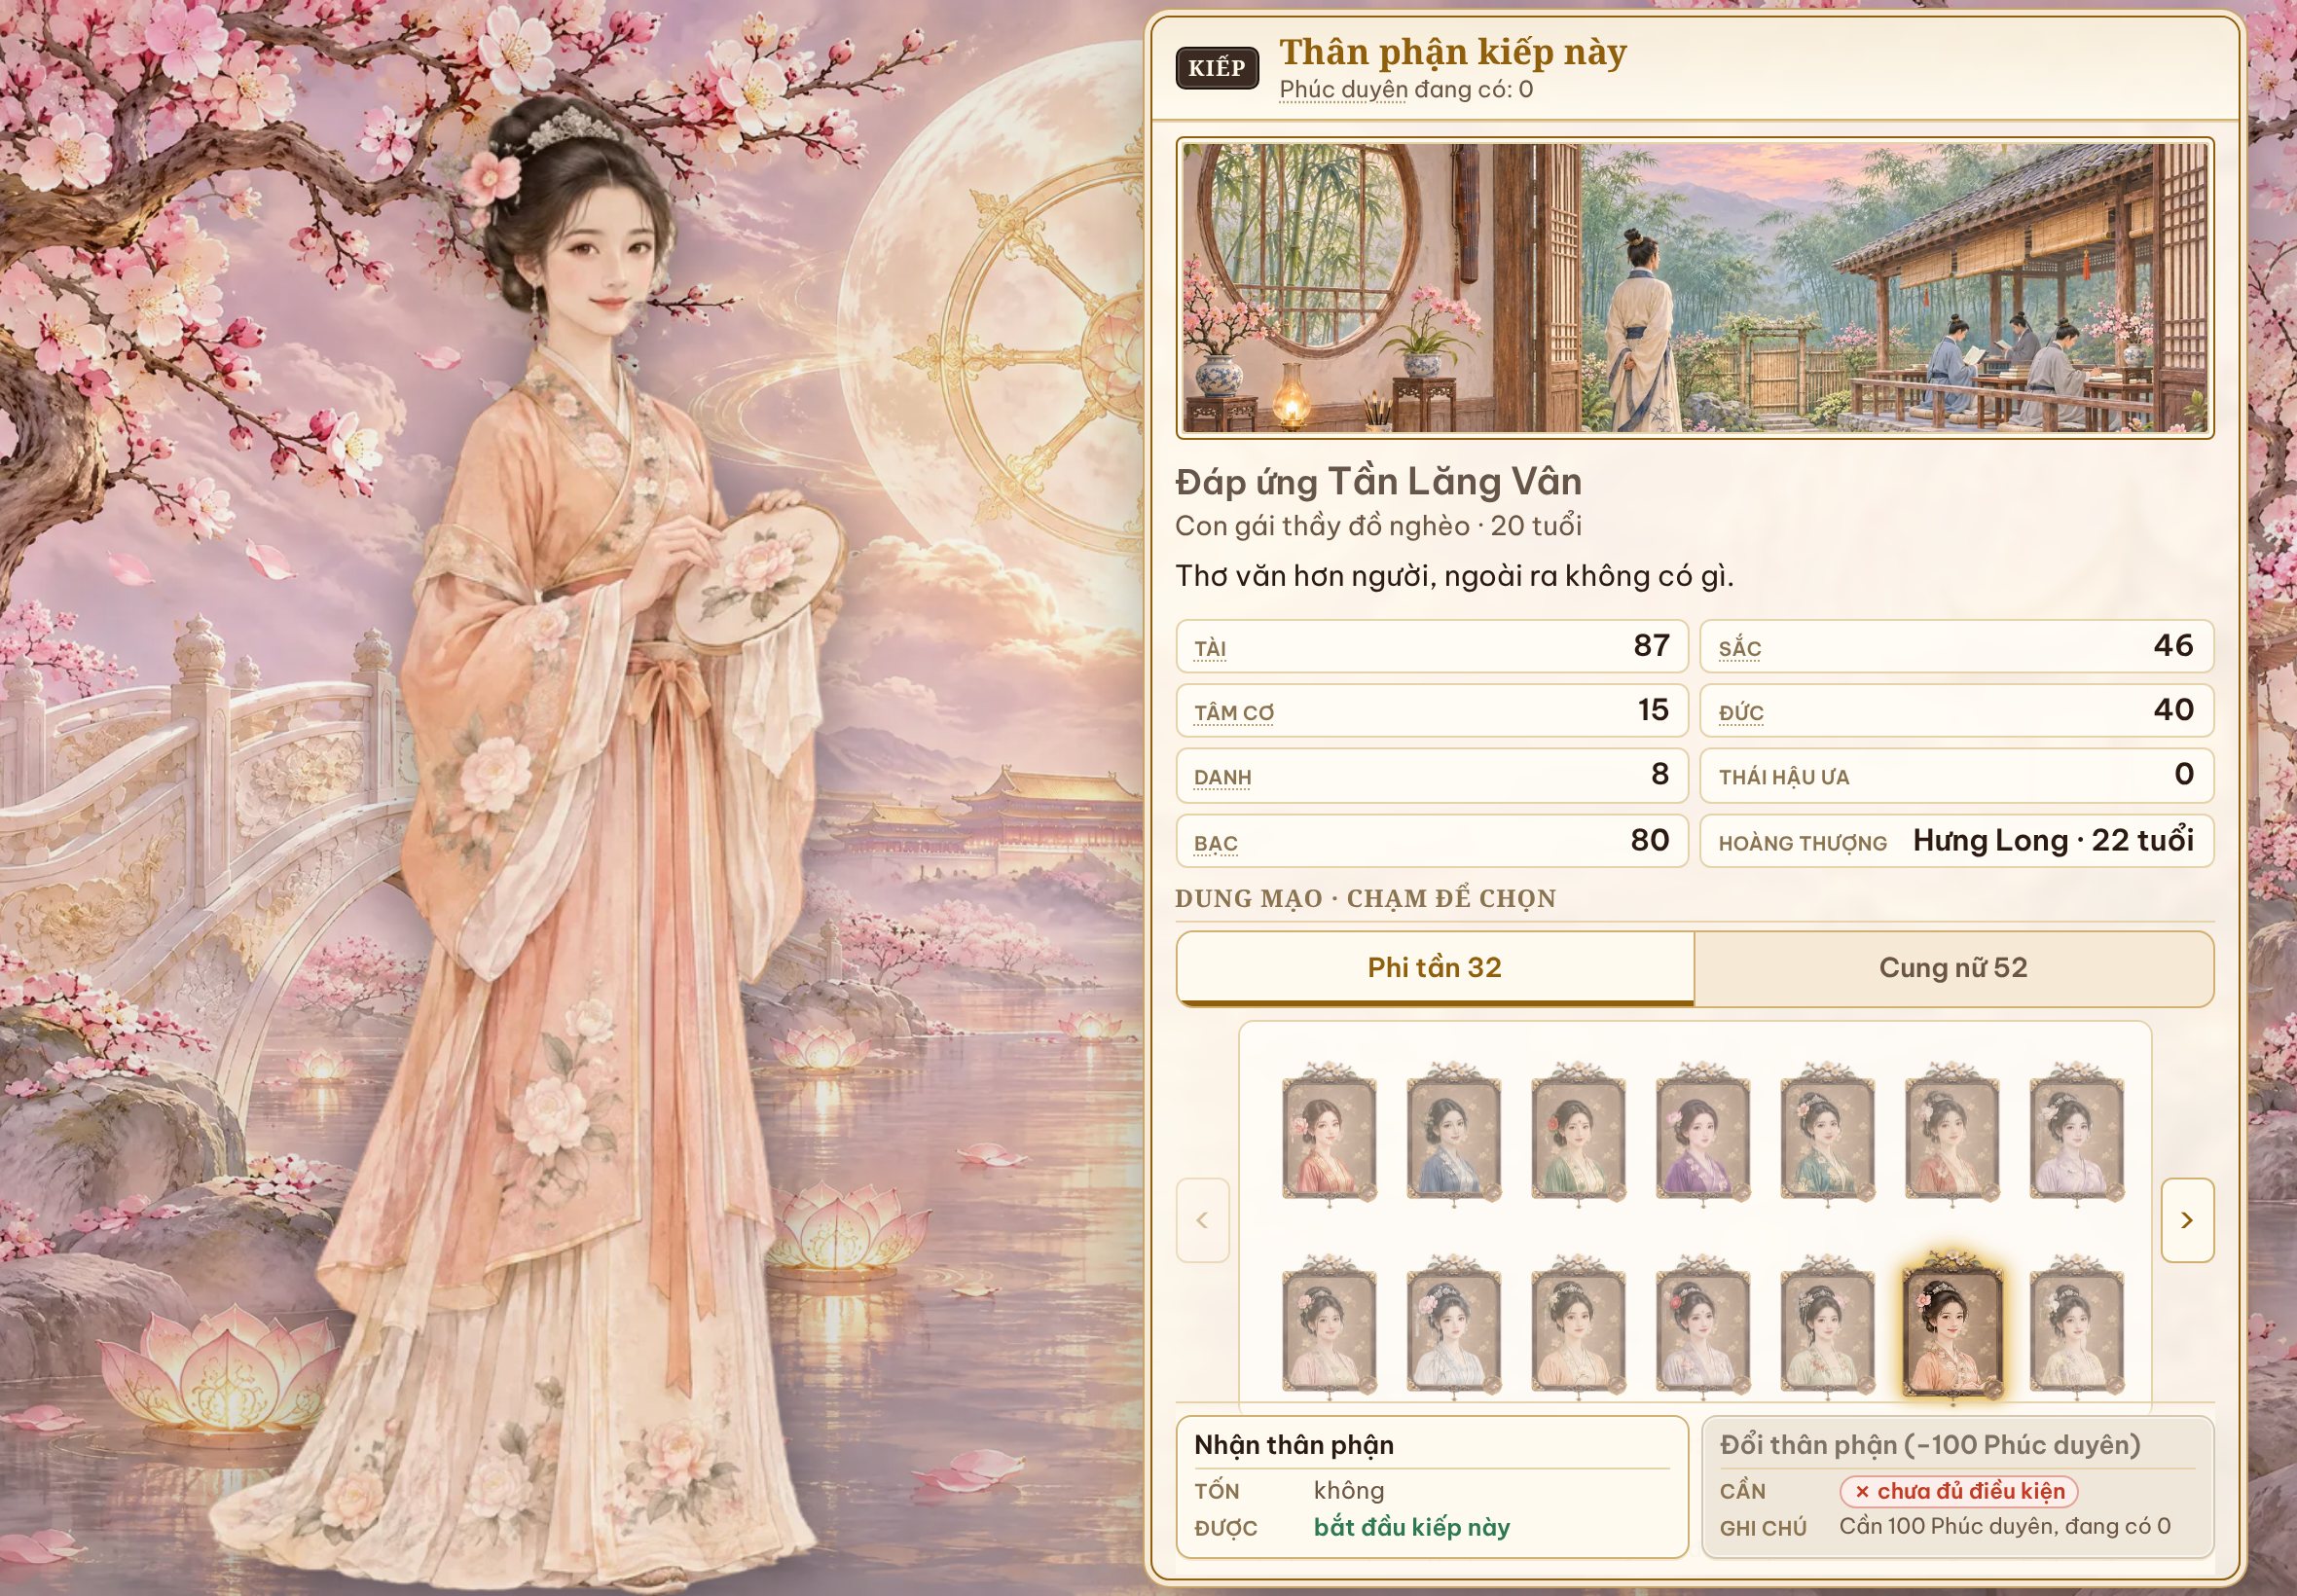 KIẾP
Thân phận kiếp này
Phúc duyên đang có: 0
Đáp ứng Tần Lăng Vân
Con gái thầy đồ nghèo · 20 tuổi
Thơ văn hơn người, ngoài ra không có gì.
TÀI 87
SẮC 46
TÂM CƠ 15
ĐỨC 40
DANH 8
THÁI HẬU ƯA 0
BẠC 80
HOÀNG THƯỢNG Hưng Long · 22 tuổi
DUNG MẠO · CHẠM ĐỂ CHỌN
Phi tần 32
Cung nữ 52
Nhận thân phận
TỐN không
ĐƯỢC bắt đầu kiếp này
Đổi thân phận (-100 Phúc duyên)
CẦN × chưa đủ điều kiện
GHI CHÚ Cần 100 Phúc duyên, đang có 0